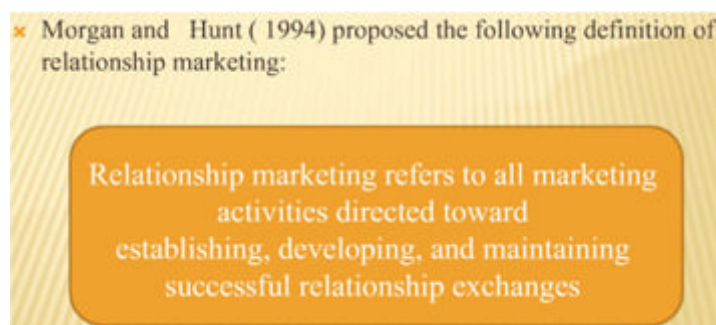 Morgan and Hunt ( 1994) proposed the following definition of
relationship marketing:
Relationship marketing refers to all marketing
activities directed toward
establishing, developing, and maintaining
successful relationship exchanges